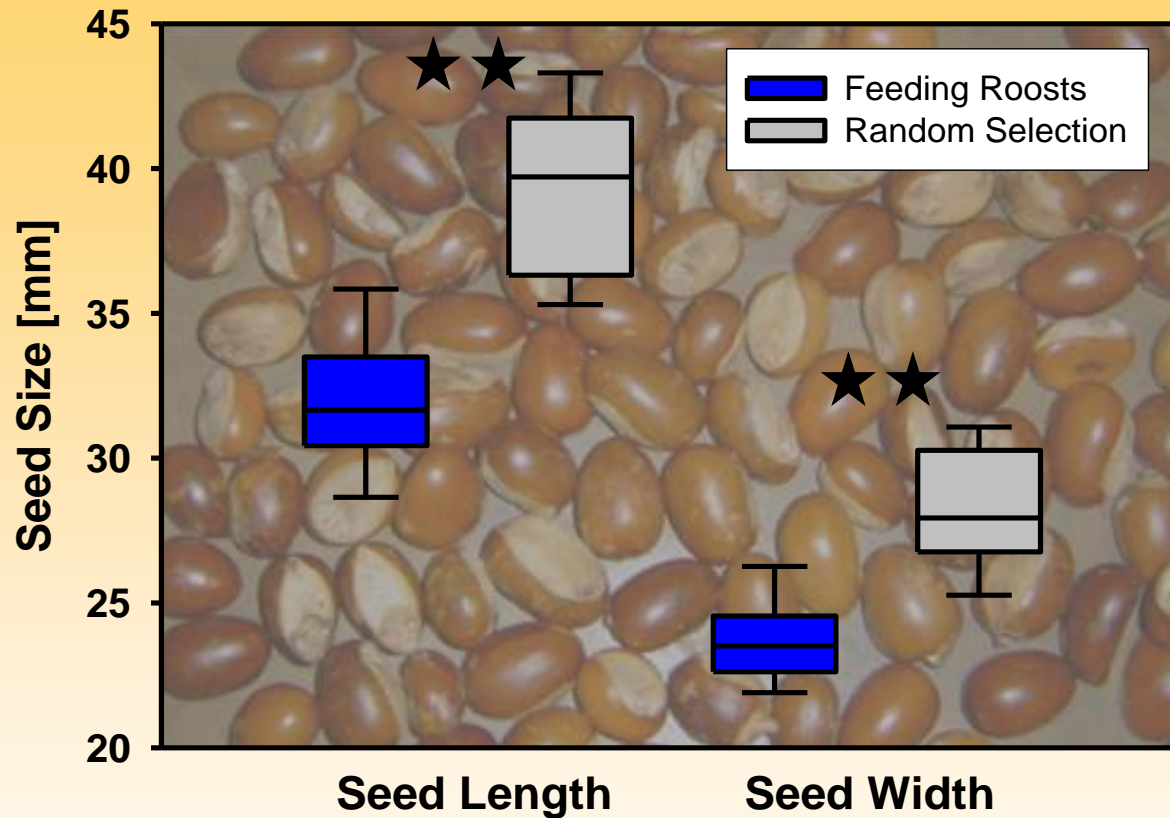 45
40
35
30
25
20
Seed Size [mm]
★ ★
Feeding Roosts
Random Selection
★ ★
Seed Length
Seed Width